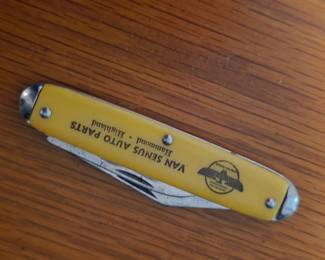 VAN SENUS AUTO PARTS
Hammond - Highland